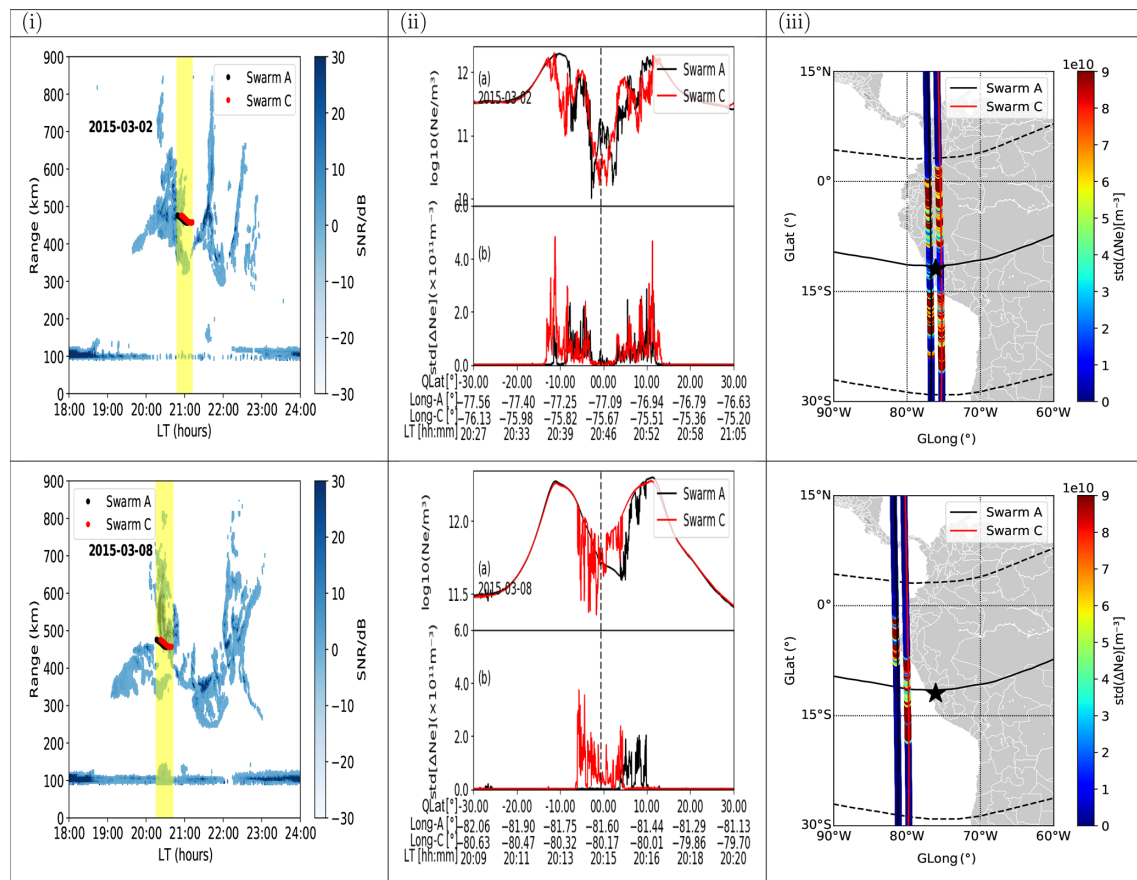 (i)
(ii)
(iii)
900
800
700
600
500
400
300
200
100
0
Range (km)
Swarm A
Swarm C
2015-03-02
18:00 19:00 20:00 21:00 22:00 23:00 24:00
LT (hours)
30
20
10
0
−10
−20
−30
SNR/dB
12
11
10
log10(Ne/m³)
(a)
2015-03-02
Swarm A
Swarm C
6.0
4.0
2.0
0.0
std[ΔNe](×10¹¹m⁻³)
(b)
QLat[°] -30.00 −20.00 −10.00 00.00 10.00 20.00 30.00
Long-A [°] −77.56 −77.40 −77.25 −77.09 −76.94 −76.79 −76.63
Long-C [°] −76.13 −75.98 −75.82 −75.67 −75.51 −75.36 −75.20
LT [hh:mm] 20:27 20:33 20:39 20:46 20:52 20:58 21:05
15°N
0°
15°S
30°S
GLat (°)
Swarm A
Swarm C
90°W 80°W 70°W 60°W
GLong (°)
1e10
9
8
7
6
5
4
3
2
1
0
std(ΔNe)[m⁻³]
900
800
700
600
500
400
300
200
100
0
Range (km)
Swarm A
Swarm C
2015-03-08
18:00 19:00 20:00 21:00 22:00 23:00 24:00
LT (hours)
30
20
10
0
−10
−20
−30
SNR/dB
12.0
11.5
log10(Ne/m³)
(a)
2015-03-08
Swarm A
Swarm C
6.0
4.0
2.0
0.0
std[ΔNe](×10¹¹m⁻³)
(b)
QLat[°] -30.00 −20.00 −10.00 00.00 10.00 20.00 30.00
Long-A [°] −82.06 −81.90 −81.75 −81.60 −81.44 −81.29 −81.13
Long-C [°] −80.63 −80.47 −80.32 −80.17 −80.01 −79.86 −79.70
LT [hh:mm] 20:09 20:11 20:13 20:15 20:16 20:18 20:20
15°N
0°
15°S
30°S
GLat (°)
Swarm A
Swarm C
90°W 80°W 70°W 60°W
GLong (°)
1e10
9
8
7
6
5
4
3
2
1
0
std(ΔNe)[m⁻³]